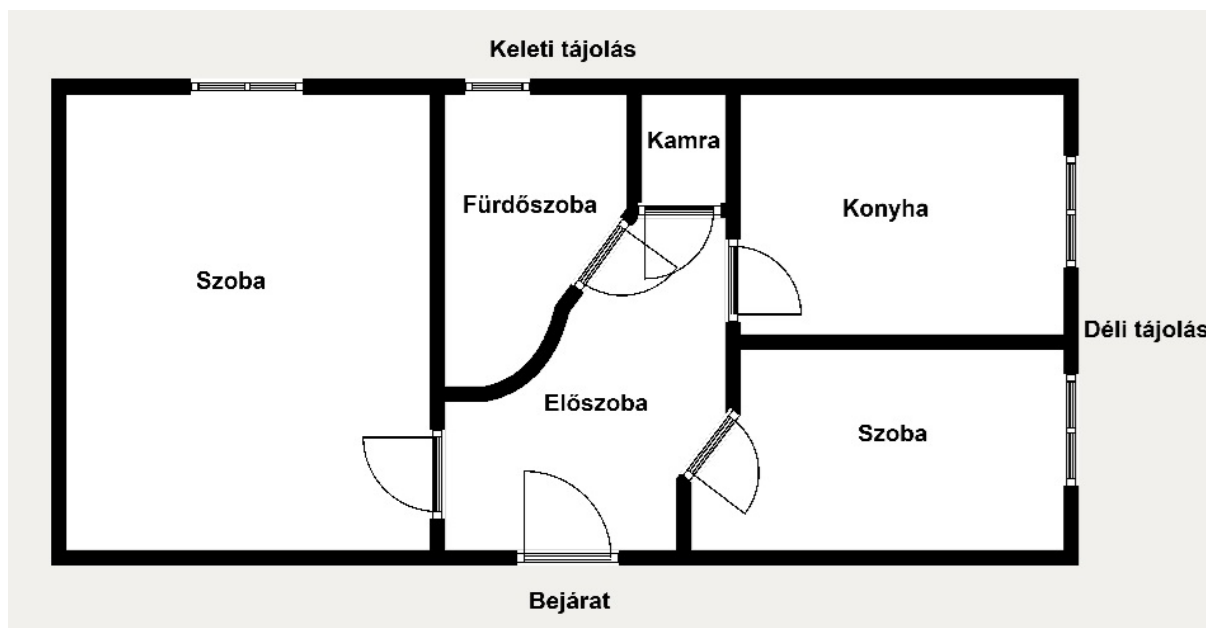 Keleti tájolás
Kamra
Fürdőszoba
Konyha
Szoba
Déli tájolás
Előszoba
Szoba
Bejárat